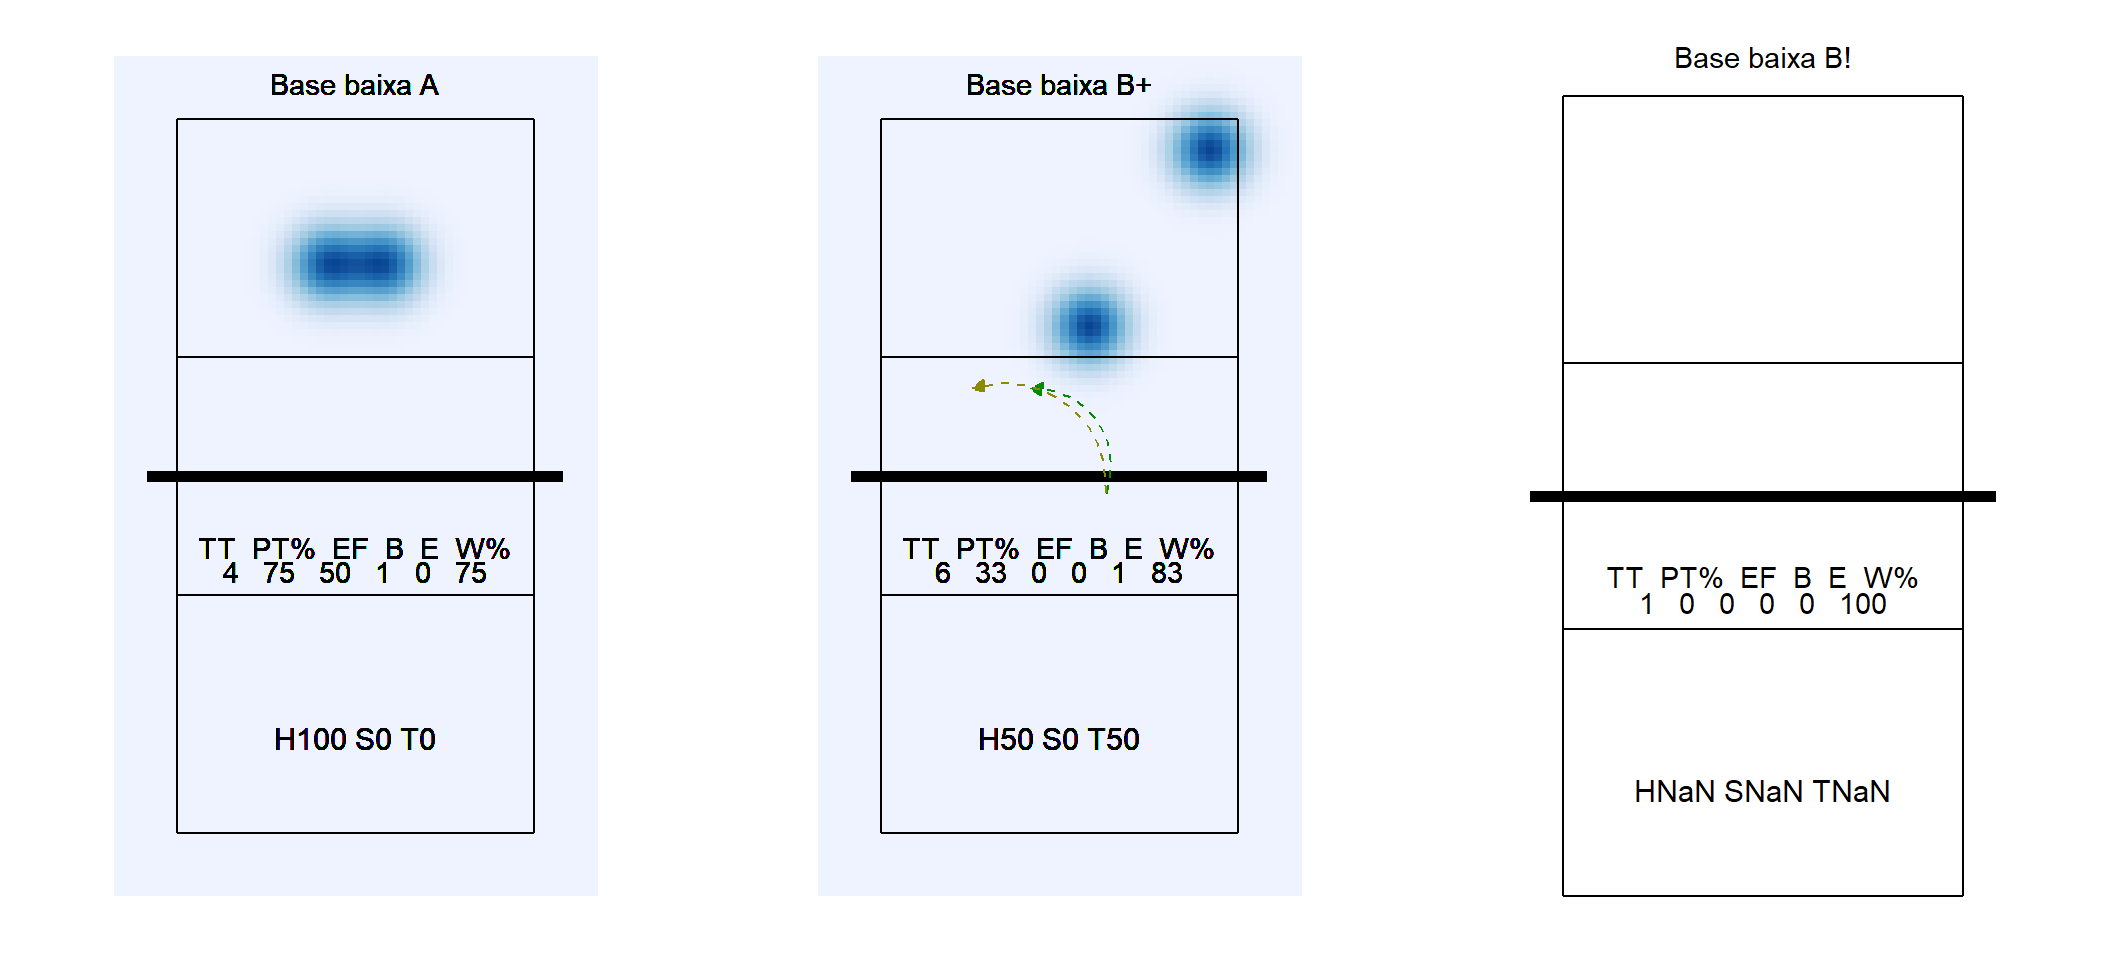 Base baixa A
TT PT% EF B E W%
4 75 50 1 0 75
H100 S0 T0
Base baixa B+
TT PT% EF B E W%
6 33 0 0 1 83
H50 S0 T50
Base baixa B!
TT PT% EF B E W%
1 0 0 0 0 100
HNaN SNaN TNaN